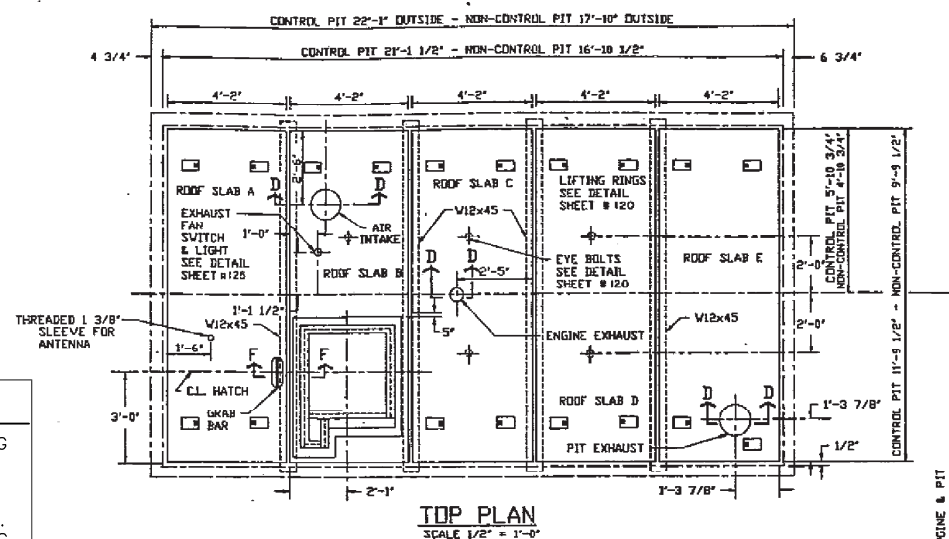 CONTROL PIT 22'-1" OUTSIDE - NON-CONTROL PIT 17'-10" OUTSIDE
4 3/4"
CONTROL PIT 21'-1 1/2" - NON-CONTROL PIT 16'-10 1/2"
6 3/4"
4'-2"
4'-2"
4'-2"
4'-2"
4'-2"
ROOF SLAB A
EXHAUST
FAN
SWITCH
& LIGHT
SEE DETAIL
SHEET #125
2'-6"
D
D
AIR
INTAKE
1'-0"
ROOF SLAB B
ROOF SLAB C
W12x45
D
D
2'-5"
LIFTING RINGS
SEE DETAIL
SHEET # 120
EYE BOLTS
SEE DETAIL
SHEET # 120
ROOF SLAB E
2'-0"
2'-0"
CONTROL PIT 5'-10 3/4"
NON-CONTROL PIT 4'-10 3/4"
CONTROL PIT 11'-9 1/2" - NON-CONTROL PIT 9'-9 1/2"
THREADED 1 3/8"
SLEEVE FOR
ANTENNA
1'-1 1/2"
W12x45
5"
ENGINE EXHAUST
W12x45
1'-6"
F
F
C.L. HATCH
GRAB
BAR
3'-0"
ROOF SLAB D
PIT EXHAUST
D
D
1'-3 7/8"
1/2"
2'-1"
1'-3 7/8"
TOP PLAN
SCALE 1/2" = 1'-0"
G
NGINE & PIT